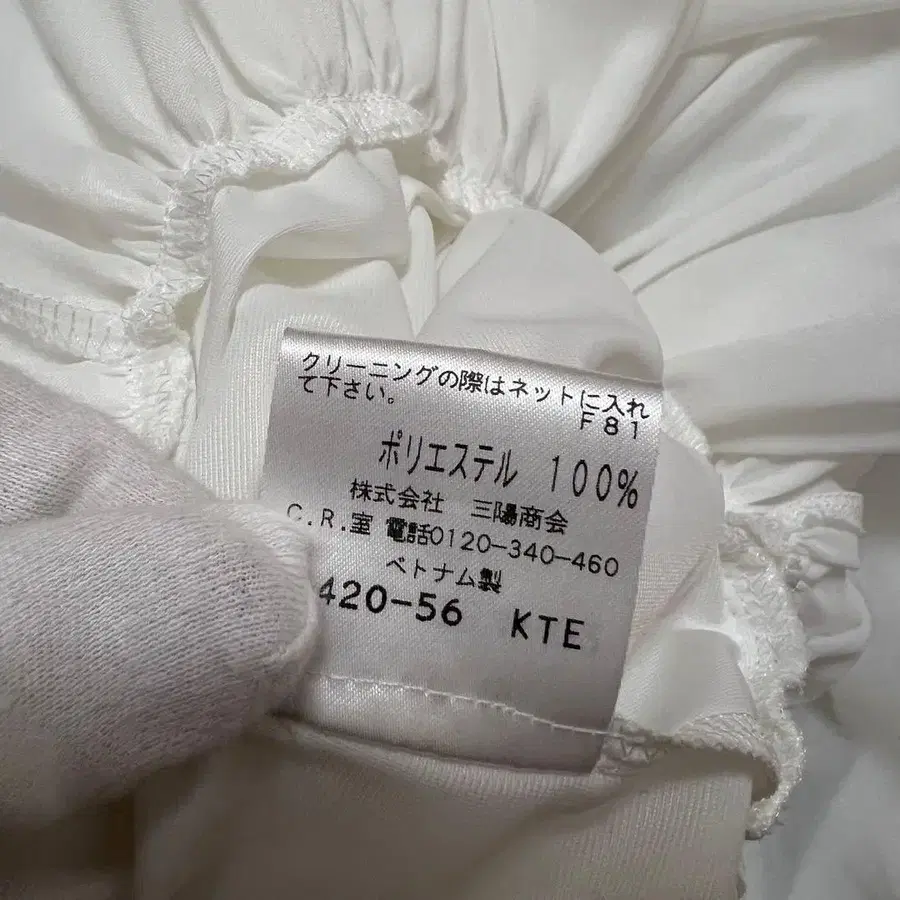 クリーニングの際はネットに入れ
て下さい。
F81
ポリエステル 100%
株式会社 三陽商会
C.R.室 電話0120-340-460
ベトナム製
420-56 KTE